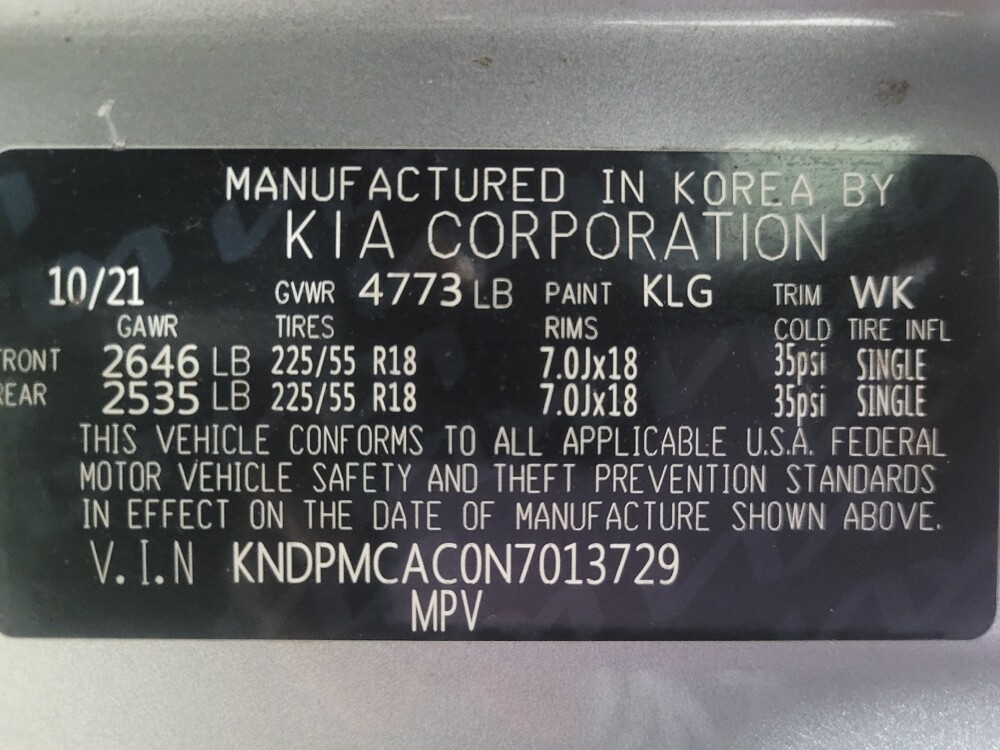 MANUFACTURED IN KOREA BY
KIA CORPORATION
10/21 GVWR 4773 LB PAINT KLG TRIM WK
GAWR TIRES RIMS COLD TIRE INFL
RONT 2646 LB 225/55 R18 7.0Jx18 35psi SINGLE
REAR 2535 LB 225/55 R18 7.0Jx18 35psi SINGLE
THIS VEHICLE CONFORMS TO ALL APPLICABLE U.S.A. FEDERAL
MOTOR VEHICLE SAFETY AND THEFT PREVENTION STANDARDS
IN EFFECT ON THE DATE OF MANUFACTURE SHOWN ABOVE.
V.I.N KNDPMCAC0N7013729
MPV